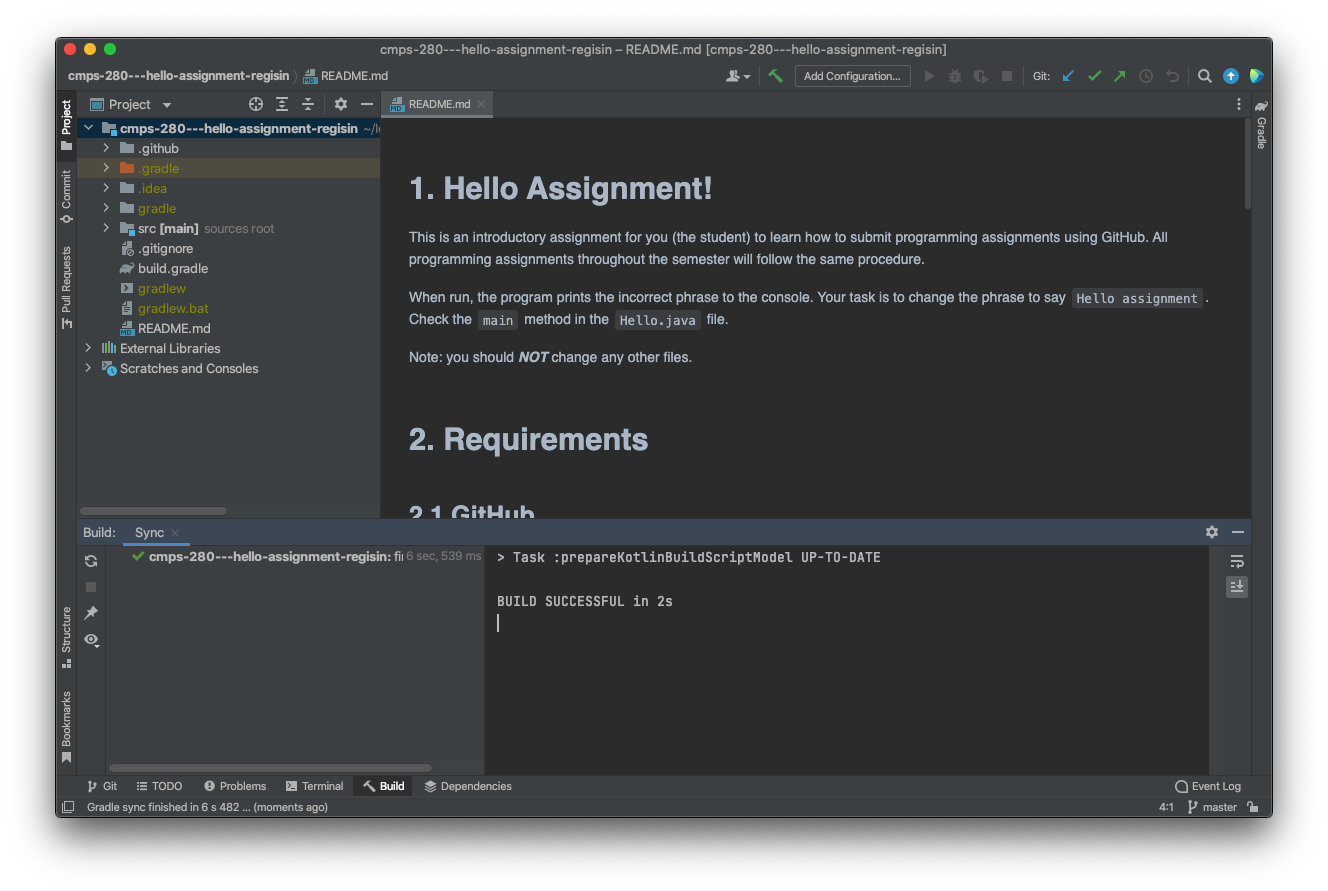 cmps-280---hello-assignment-regisin – README.md [cmps-280---hello-assignment-regisin]
cmps-280---hello-assignment-regisin README.md
Add Configuration...
Git:
Project
Commit
Pull Requests
Structure
Bookmarks
Project
cmps-280---hello-assignment-regisin
.github
.gradle
.idea
gradle
src [main] sources root
.gitignore
build.gradle
gradlew
gradlew.bat
README.md
External Libraries
Scratches and Consoles
README.md
1. Hello Assignment!
This is an introductory assignment for you (the student) to learn how to submit programming assignments using GitHub. All
programming assignments throughout the semester will follow the same procedure.
When run, the program prints the incorrect phrase to the console. Your task is to change the phrase to say Hello assignment .
Check the main method in the Hello.java file.
Note: you should NOT change any other files.
2. Requirements
2.1 GitHub
Gradle
Build: Sync
cmps-280---hello-assignment-regisin: fi 6 sec, 539 ms
> Task :prepareKotlinBuildScriptModel UP-TO-DATE
BUILD SUCCESSFUL in 2s
Git TODO Problems Terminal Build Dependencies Event Log
Gradle sync finished in 6 s 482 ... (moments ago) 4:1 master